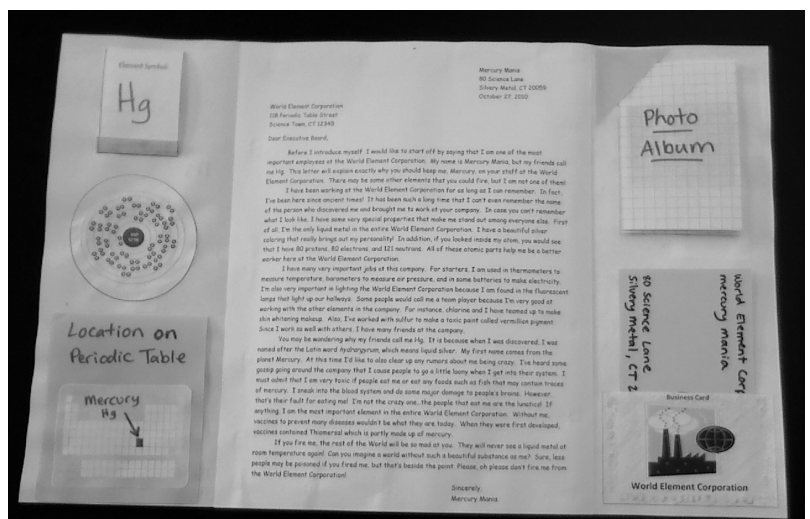 Element Symbol:
Hg
Location on
Periodic Table
mercury
Hg
Mercury Mania
80 Science Lane
Silvery Metal, CT 20059
October 27, 2010
World Element Corporation
118 Periodic Table Street
Science Town, CT 12345
Dear Executive Board,
Before I introduce myself, I would like to start off by saying that I am one of the most
important employees at the World Element Corporation. My name is Mercury Mania, but my friends call
me Hg. This letter will explain exactly why you should keep me, Mercury, on your staff at the World
Element Corporation. There may be some other elements that you could fire, but I am not one of them!
I have been working at the World Element Corporation for as long as I can remember. In fact,
I've been here since ancient times! It has been such a long time that I can't even remember the name
of the person who discovered me and brought me to work at your company. In case you can't remember
what I look like, I have some very special properties that make me stand out among everyone else. First
of all, I'm the only liquid metal in the entire World Element Corporation. I have a beautiful silver
coloring that really brings out my personality! In addition, if you looked inside my atom, you would see
that I have 80 protons, 80 electrons, and 121 neutrons. All of these atomic parts help me be a better
worker here at the World Element Corporation.
I have many very important jobs at this company. For starters, I am used in thermometers to
measure temperature, barometers to measure air pressure, and in some batteries to make electricity.
I'm also very important in lighting the World Element Corporation because I am found in the fluorescent
lamps that light up our hallways. Some people would call me a team player because I'm very good at
working with the other elements in the company. For instance, chlorine and I have teamed up to make
skin whitening makeup. Also, I've worked with sulfur to make a toxic paint called vermilion pigment.
Since I work so well with others, I have many friends at the company.
You may be wondering why my friends call me Hg. It is because when I was discovered, I was
named after the Latin word hydrargyrum, which means liquid silver. My first name comes from the
planet Mercury. At this time I'd like to also clear up any rumors about me being crazy. I've heard some
gossip going around the company that I cause people to go a little loony when I get into their system. I
must admit that I am very toxic if people eat me or eat any foods such as fish that may contain traces
of mercury. I sneak into the blood system and do some major damage to people's brains. However,
that's their fault for eating me! I'm not the crazy one...the people that eat me are the lunatics! If
anything, I am the most important element in the entire World Element Corporation. Without me,
vaccines to prevent many diseases wouldn't be what they are today. When they were first developed,
vaccines contained Thiomersal which is partly made up of mercury.
If you fire me, the rest of the World will be so mad at you. They will never see a liquid metal at
room temperature again! Can you imagine a world without such a beautiful substance as me? Sure, less
people may be poisoned if you fired me, but that's beside the point. Please, oh please don't fire me from
the World Element Corporation!
Sincerely,
Mercury Mania
Photo
Album
World Element Corp
mercury mania
80 Science Lane
Silvery metal, CT 2
Business Card
World Element Corporation